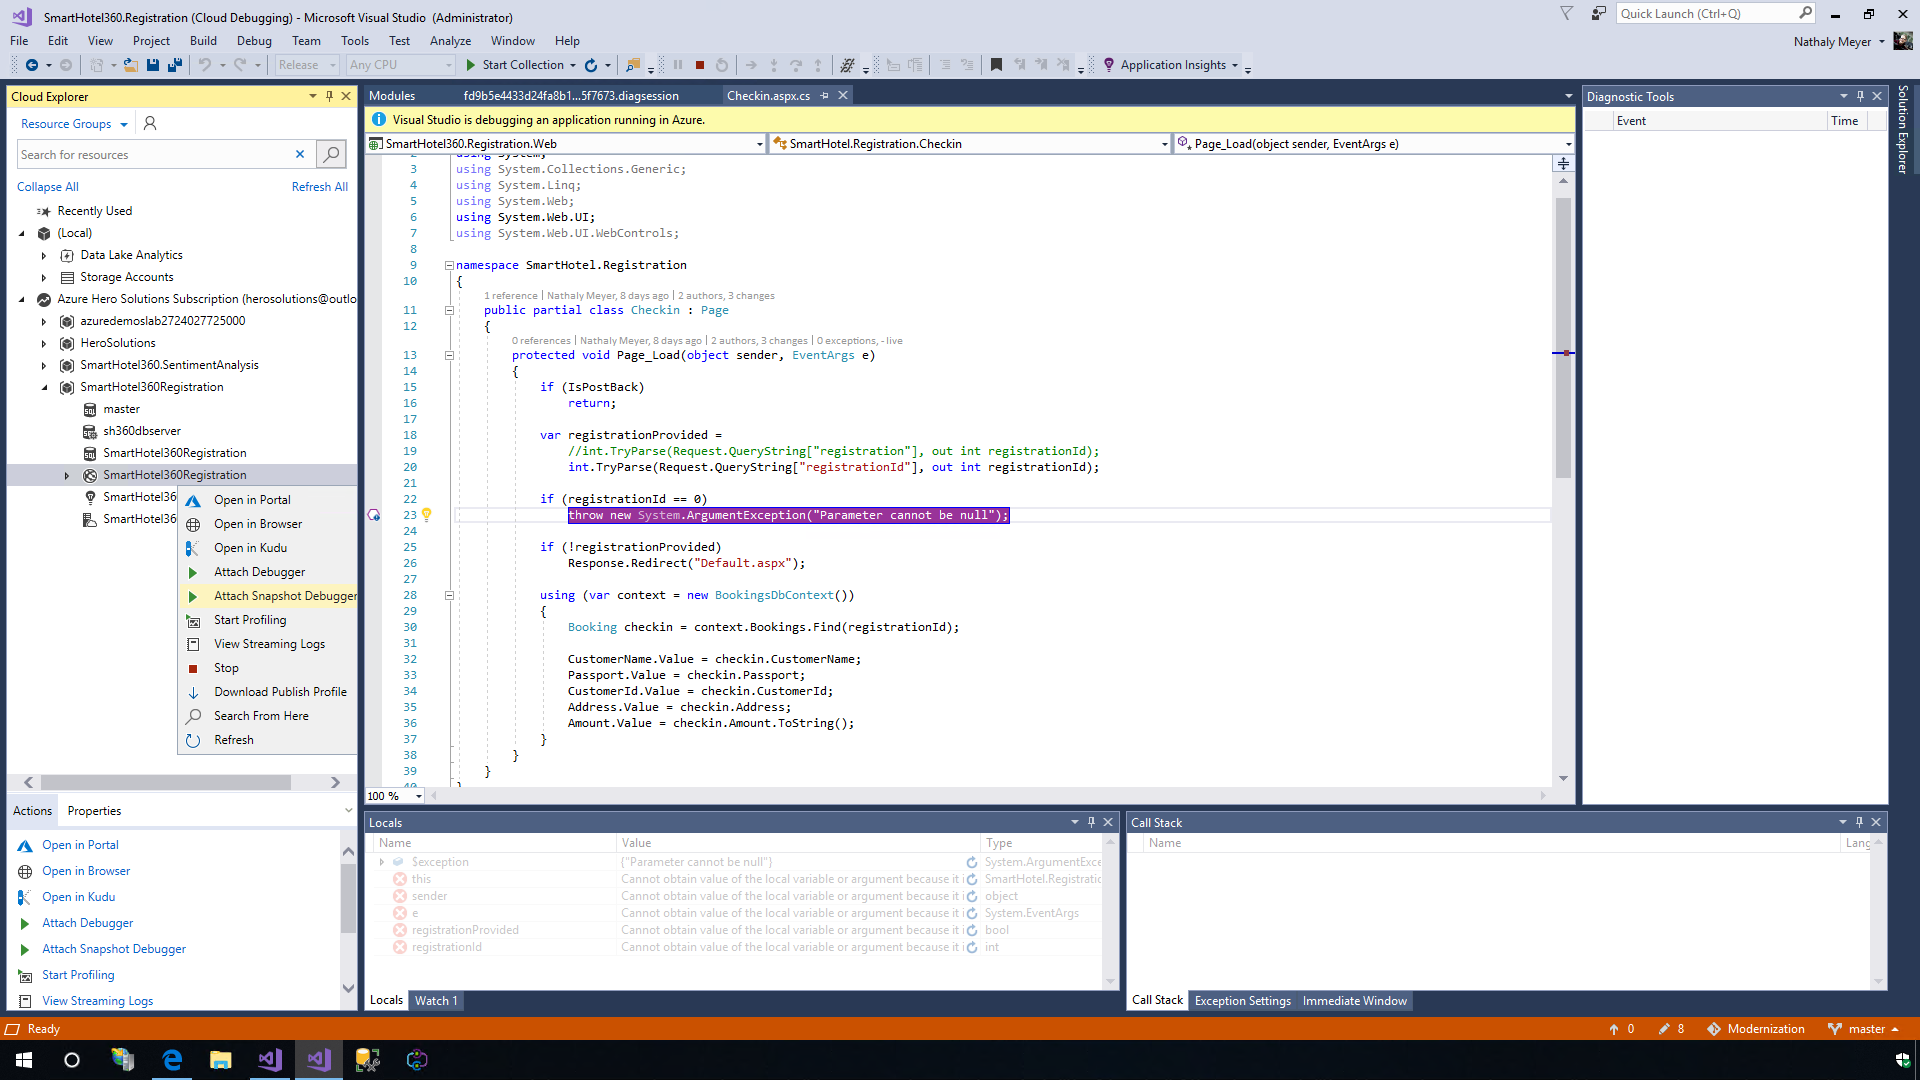 SmartHotel360.Registration (Cloud Debugging) - Microsoft Visual Studio  (Administrator)
Quick Launch (Ctrl+Q)
File Edit View Project Build Debug Team Tools Test Analyze Window Help
Nathaly Meyer
Release Any CPU Start Collection Application Insights
Cloud Explorer
Resource Groups
Search for resources
Collapse All Refresh All
Recently Used
(Local)
Data Lake Analytics
Storage Accounts
Azure Hero Solutions Subscription (herosolutions@outlo
azuredemoslab2724027725000
HeroSolutions
SmartHotel360.SentimentAnalysis
SmartHotel360Registration
master
sh360dbserver
SmartHotel360Registration
SmartHotel360Registration
SmartHotel36
SmartHotel36
Open in Portal
Open in Browser
Open in Kudu
Attach Debugger
Attach Snapshot Debugger
Start Profiling
View Streaming Logs
Stop
Download Publish Profile
Search From Here
Refresh
Actions Properties
Open in Portal
Open in Browser
Open in Kudu
Attach Debugger
Attach Snapshot Debugger
Start Profiling
View Streaming Logs
Modules fd9b5e4433d24fa8b1...5f7673.diagsession Checkin.aspx.cs
Visual Studio is debugging an application running in Azure.
SmartHotel360.Registration.Web SmartHotel.Registration.Checkin Page_Load(object sender, EventArgs e)
2 using System;
3 using System.Collections.Generic;
4 using System.Linq;
5 using System.Web;
6 using System.Web.UI;
7 using System.Web.UI.WebControls;
8
9 namespace SmartHotel.Registration
10 {
1 reference | Nathaly Meyer, 8 days ago | 2 authors, 3 changes
11 public partial class Checkin : Page
12 {
0 references | Nathaly Meyer, 8 days ago | 2 authors, 3 changes | 0 exceptions, - live
13 protected void Page_Load(object sender, EventArgs e)
14 {
15 if (IsPostBack)
16 return;
17
18 var registrationProvided =
19 //int.TryParse(Request.QueryString["registration"], out int registrationId);
20 int.TryParse(Request.QueryString["registrationId"], out int registrationId);
21
22 if (registrationId == 0)
23 throw new System.ArgumentException("Parameter cannot be null");
24
25 if (!registrationProvided)
26 Response.Redirect("Default.aspx");
27
28 using (var context = new BookingsDbContext())
29 {
30 Booking checkin = context.Bookings.Find(registrationId);
31
32 CustomerName.Value = checkin.CustomerName;
33 Passport.Value = checkin.Passport;
34 CustomerId.Value = checkin.CustomerId;
35 Address.Value = checkin.Address;
36 Amount.Value = checkin.Amount.ToString();
37 }
38 }
39 }
40 }
100 %
Diagnostic Tools
Event Time
Solution Explorer
Locals
Name Value Type
$exception {"Parameter cannot be null"} System.ArgumentExce
this Cannot obtain value of the local variable or argument because it i SmartHotel.Registratio
sender Cannot obtain value of the local variable or argument because it i object
e Cannot obtain value of the local variable or argument because it i System.EventArgs
registrationProvided Cannot obtain value of the local variable or argument because it i bool
registrationId Cannot obtain value of the local variable or argument because it i int
Locals Watch 1
Call Stack
Name Lang
Call Stack Exception Settings Immediate Window
Ready 0 8 Modernization master